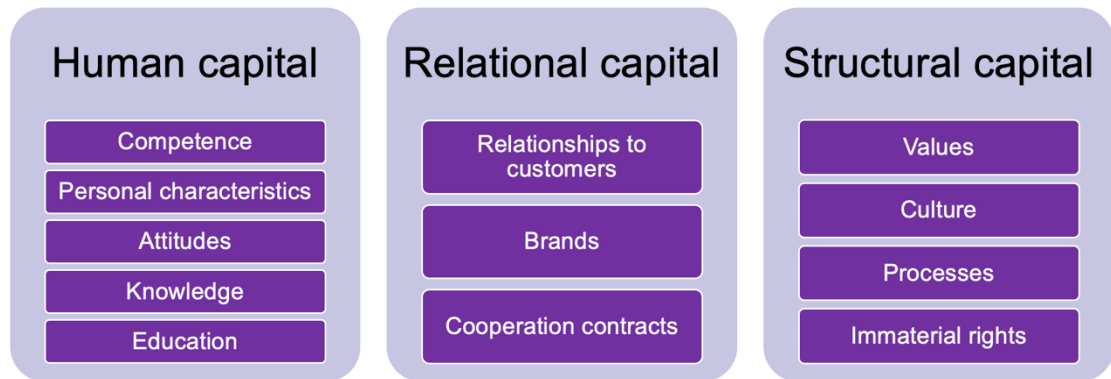 Human capital
Competence
Personal characteristics
Attitudes
Knowledge
Education
Relational capital
Relationships to
customers
Brands
Cooperation contracts
Structural capital
Values
Culture
Processes
Immaterial rights